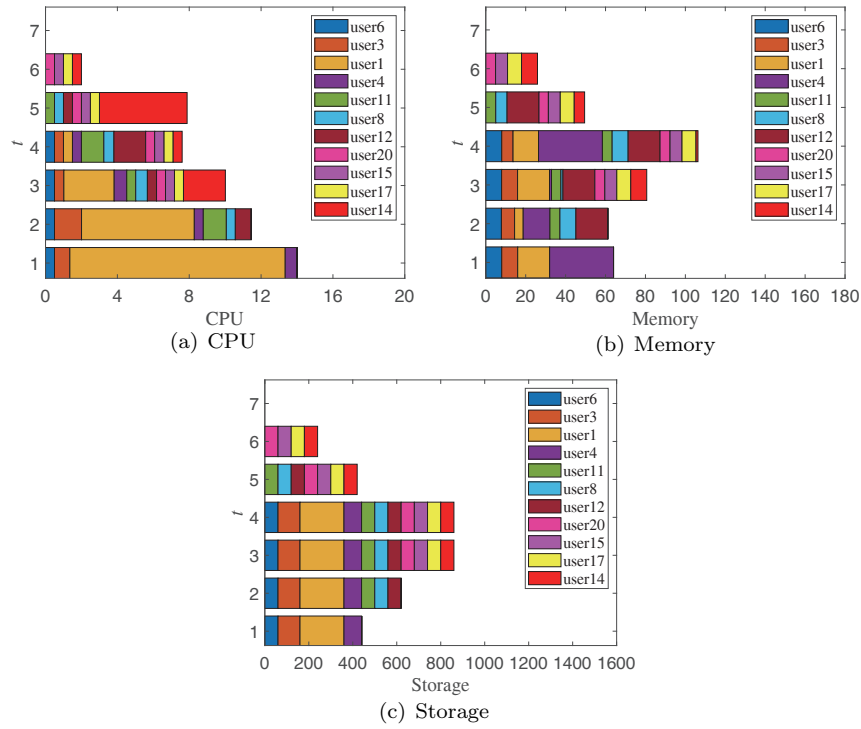 7
6
5
4
3
2
1
t
0 4 8 12 16 20
CPU
user6
user3
user1
user4
user11
user8
user12
user20
user15
user17
user14
(a) CPU
7
6
5
4
3
2
1
t
0 20 40 60 80 100 120 140 160 180
Memory
user6
user3
user1
user4
user11
user8
user12
user20
user15
user17
user14
(b) Memory
7
6
5
4
3
2
1
t
0 200 400 600 800 1000 1200 1400 1600
Storage
user6
user3
user1
user4
user11
user8
user12
user20
user15
user17
user14
(c) Storage